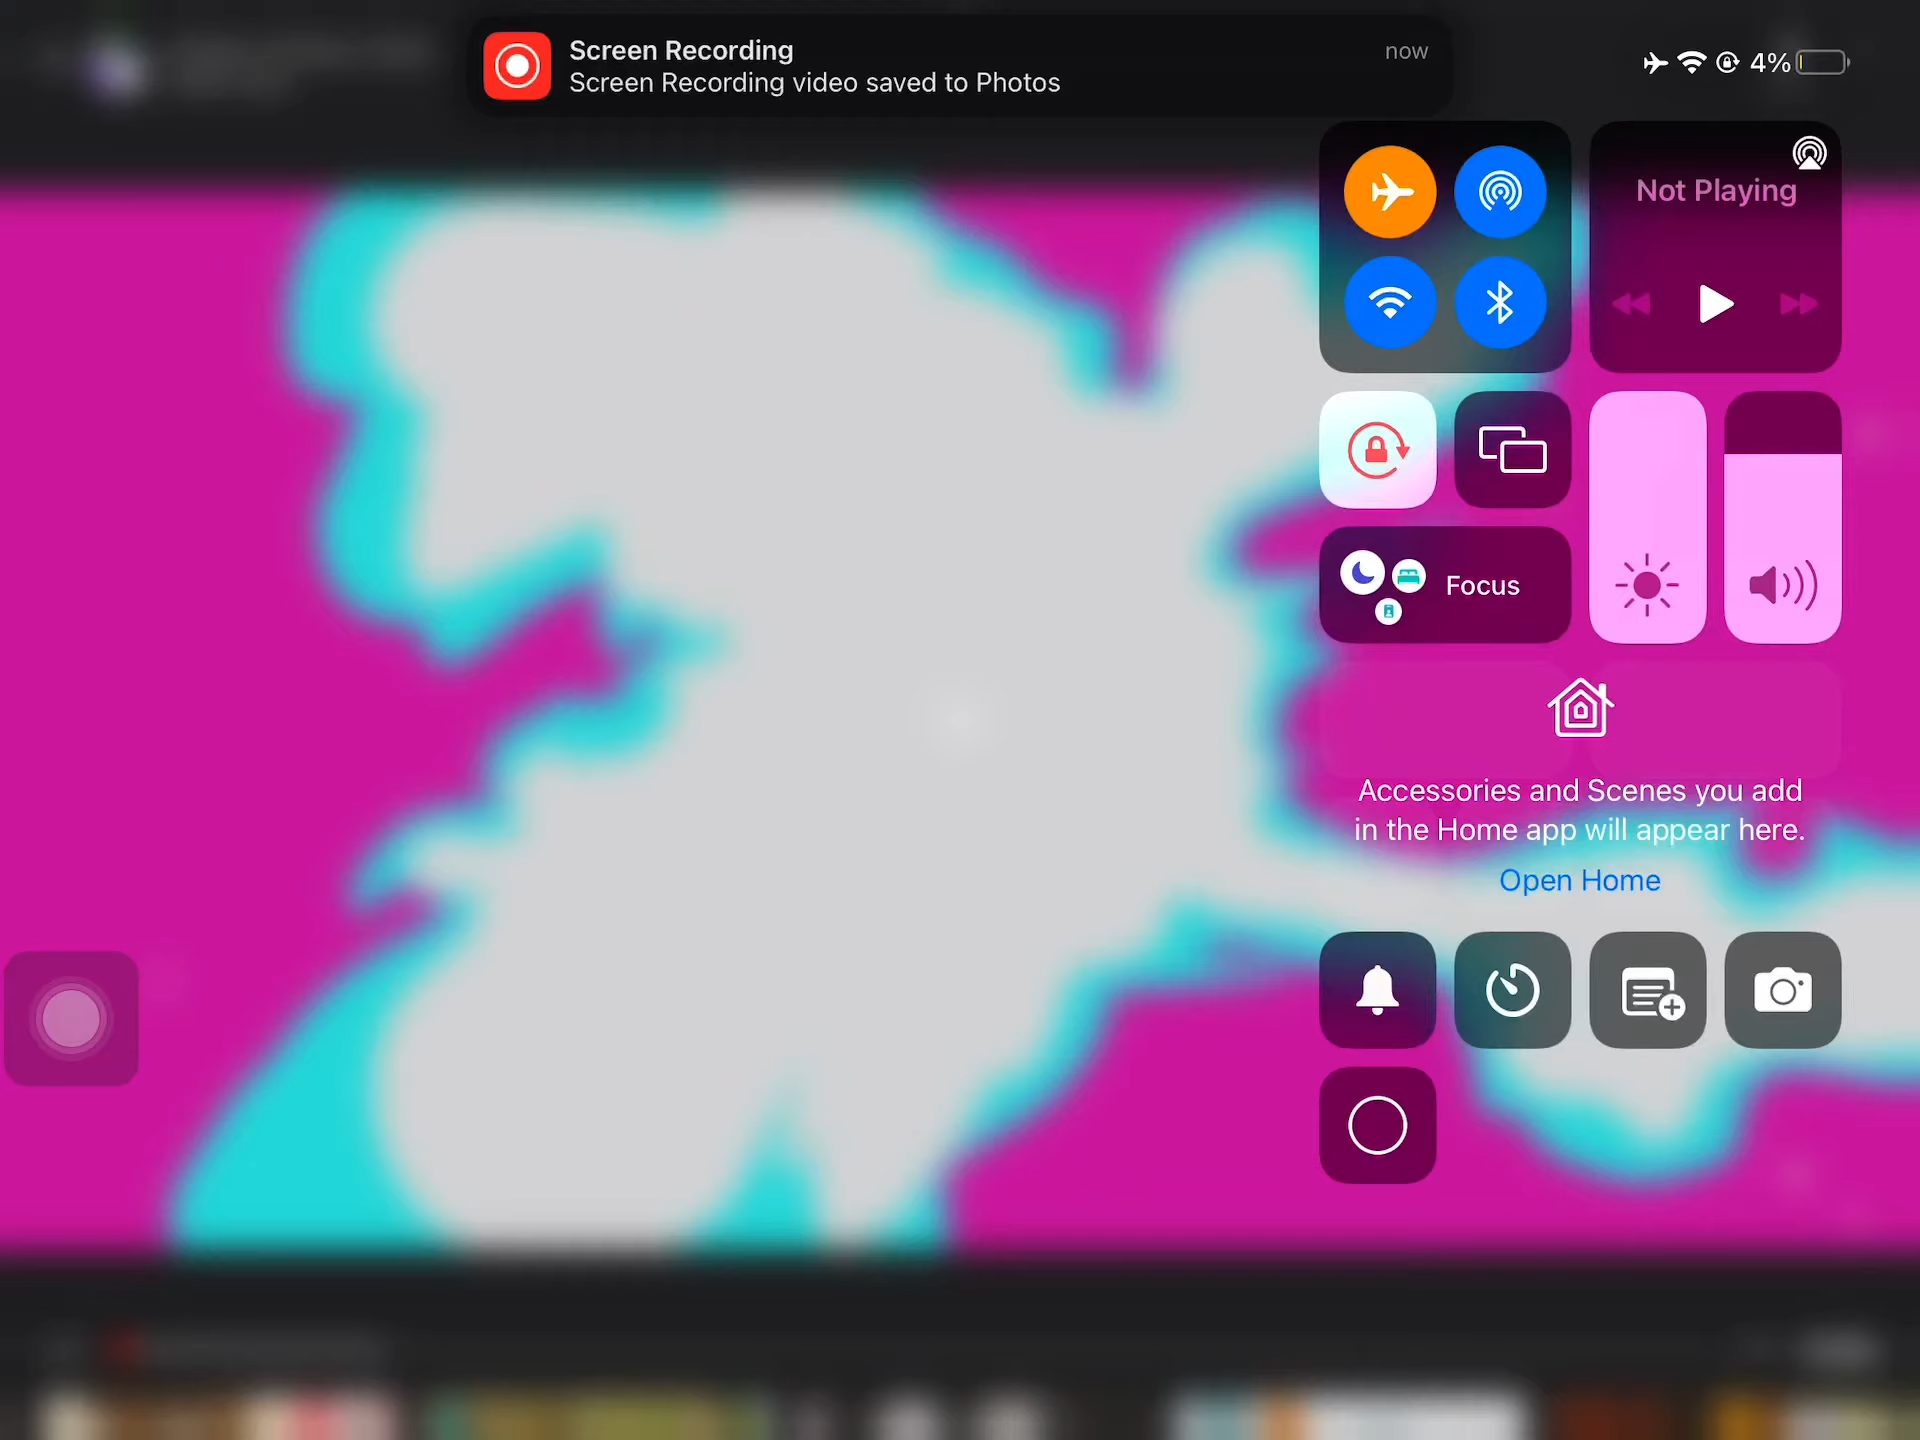 Screen Recording
now
Screen Recording video saved to Photos
4%
Not Playing
Focus
Accessories and Scenes you add
in the Home app will appear here.
Open Home